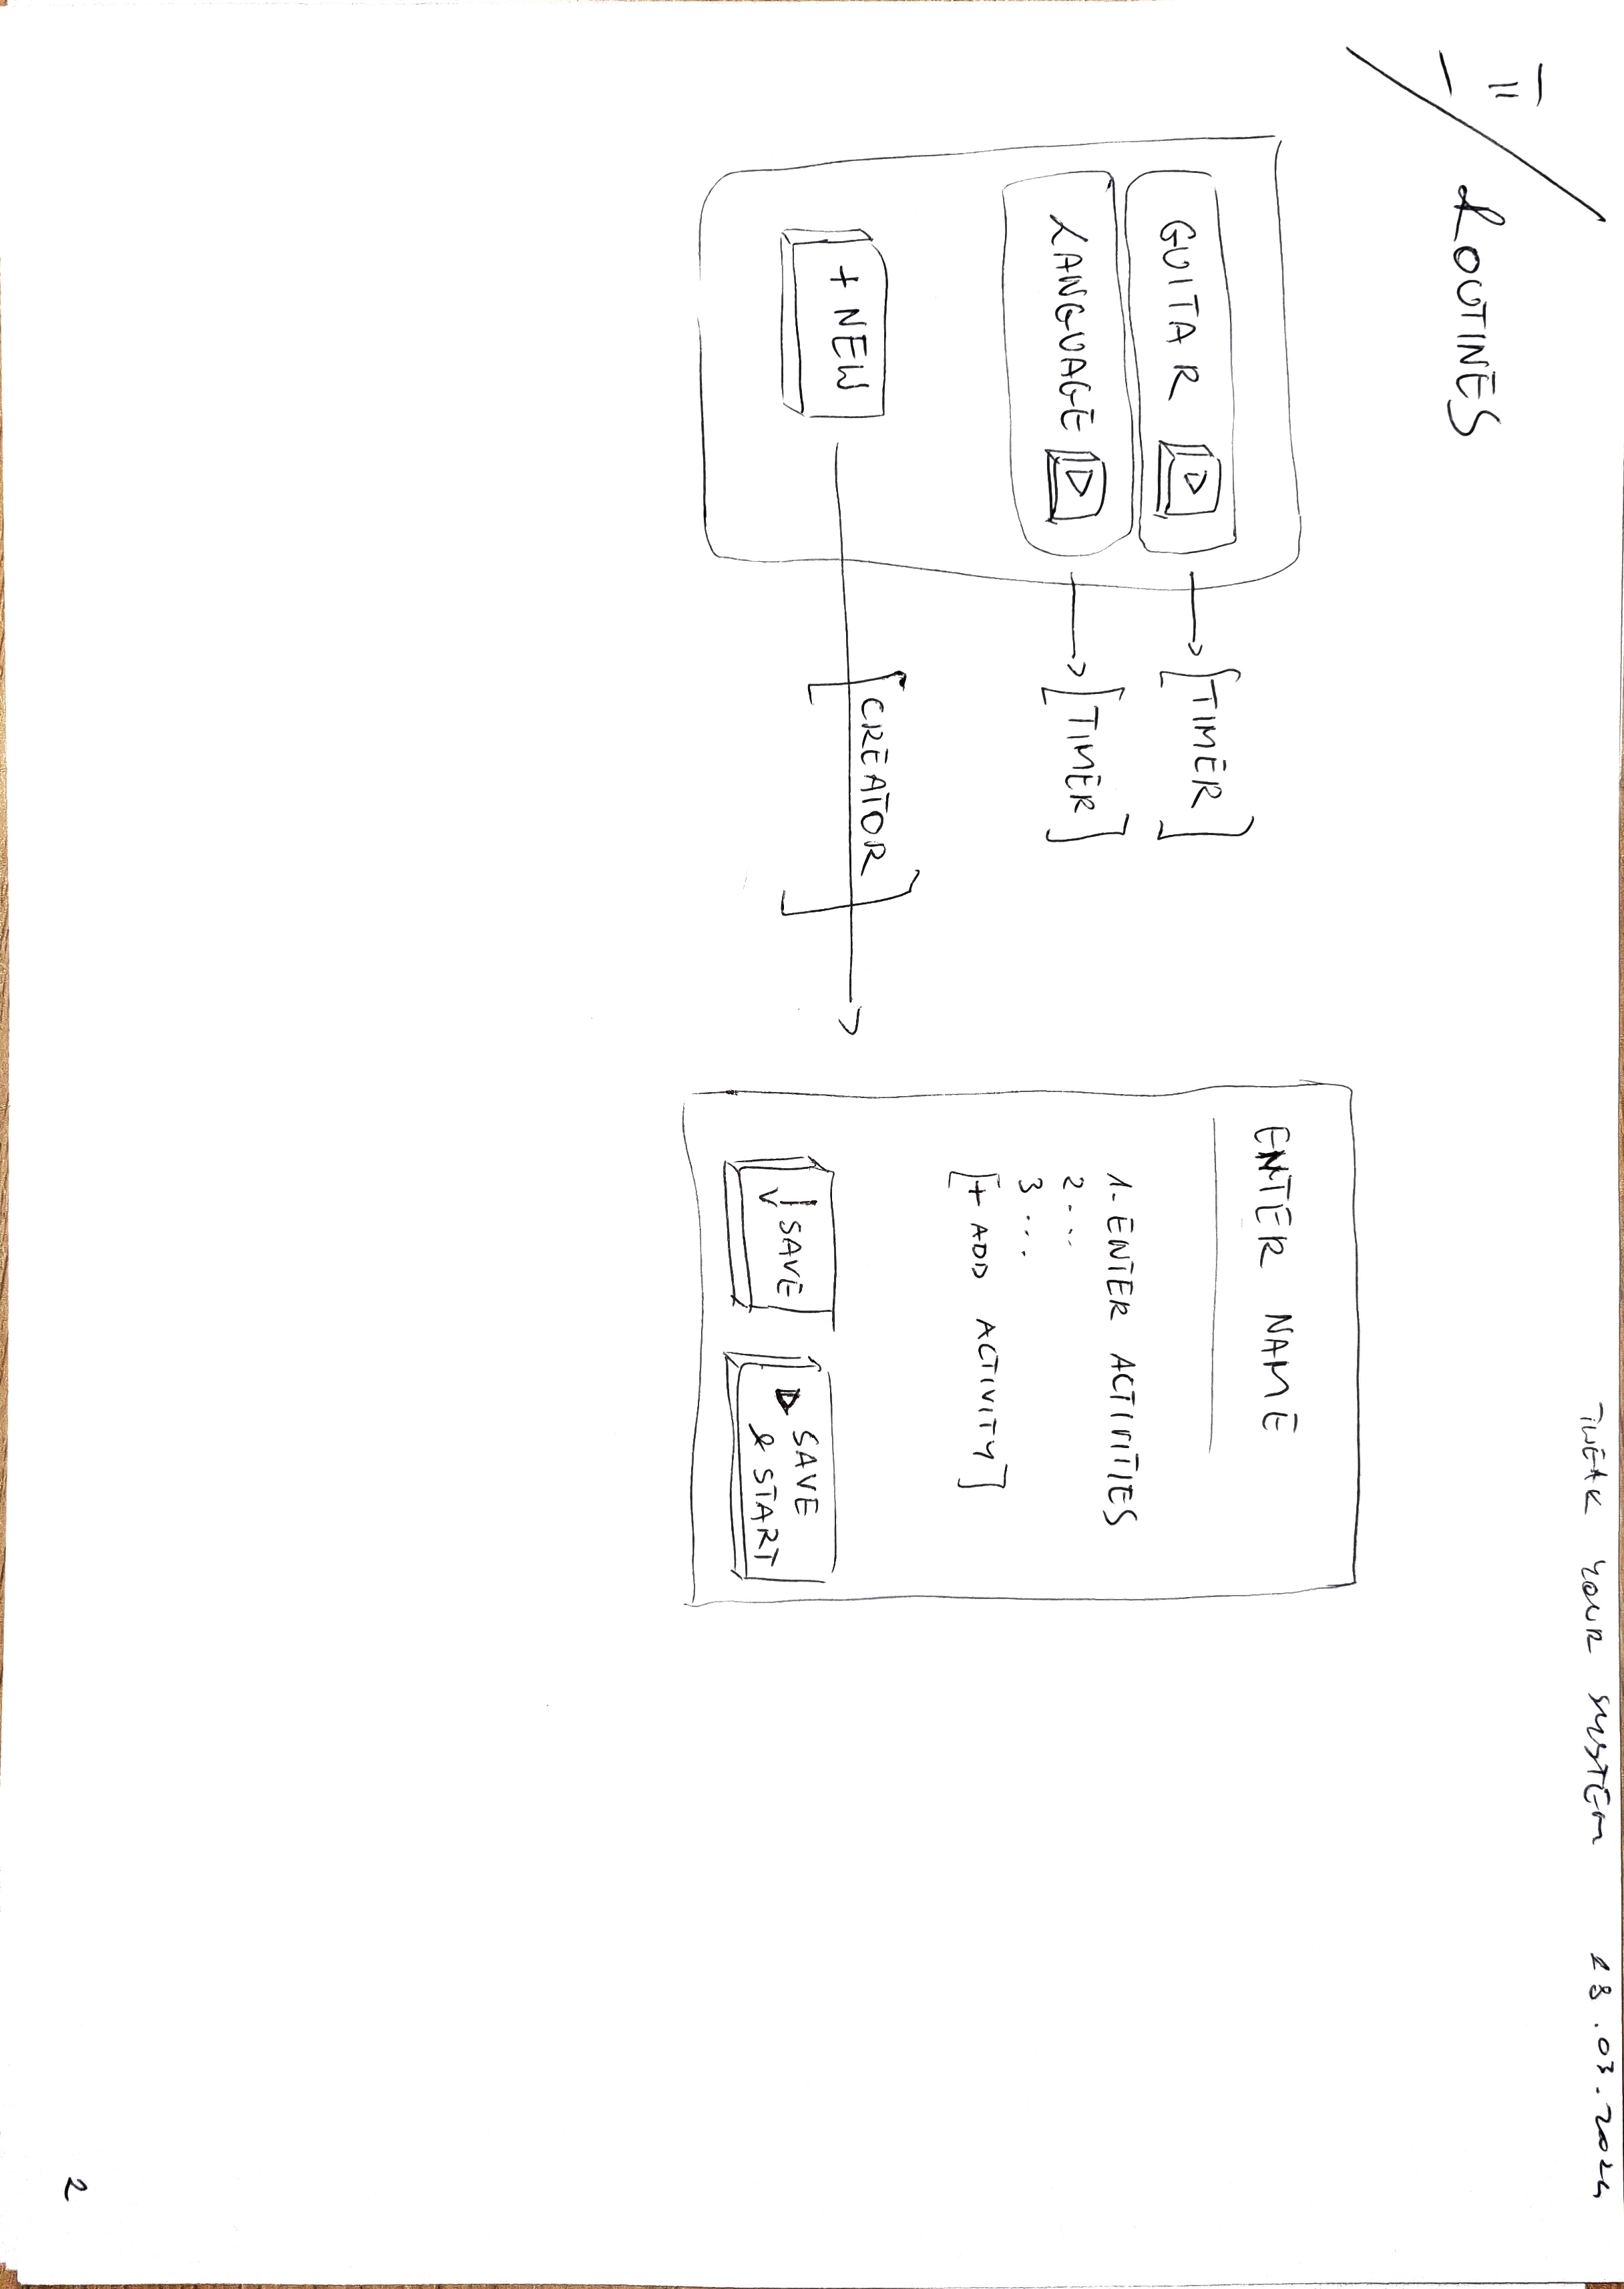 TWEAK YOUR SYSTEM 18.03.2024
II
ROUTINES
GUITAR
[TIMER]
LANGUAGE
[TIMER]
+ NEW
[CREATOR]
ENTER NAME
1. ENTER ACTIVITIES
2 ...
3 ...
[+ ADD ACTIVITY]
SAVE
SAVE
& START
2